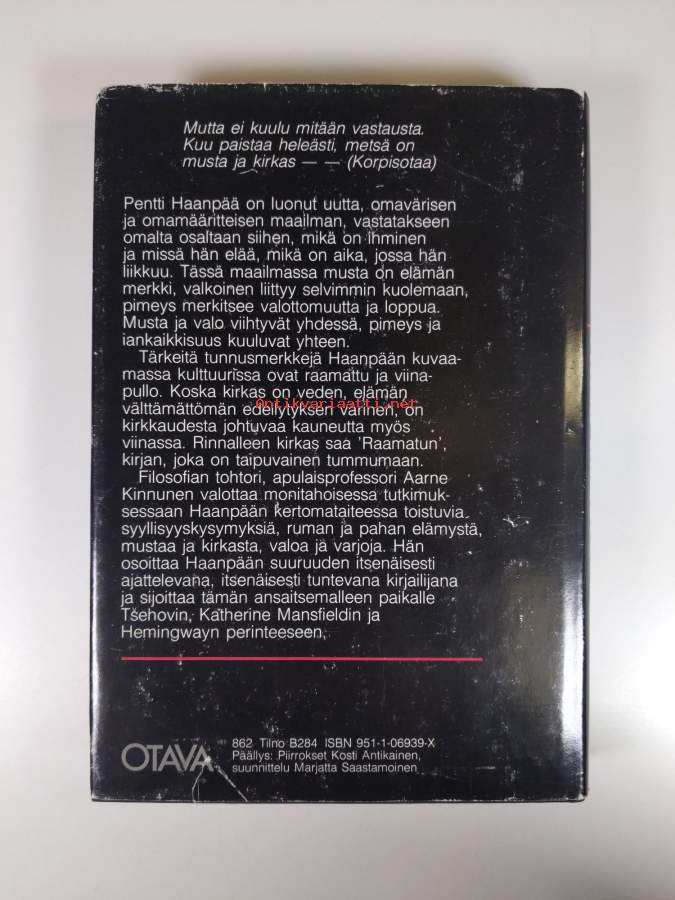 Mutta ei kuulu mitään vastausta.
Kuu paistaa heleästi, metsä on
musta ja kirkas — — (Korpisotaa)
Pentti Haanpää on luonut uutta, omavärisen
ja omamääritteisen maailman, vastatakseen
omalta osaltaan siihen, mikä on ihminen
ja missä hän elää, mikä on aika, jossa hän
liikkuu. Tässä maailmassa musta on elämän
merkki, valkoinen liittyy selvimmin kuolemaan,
pimeys merkitsee valottomuutta ja loppua.
Musta ja valo viihtyvät yhdessä, pimeys ja
iankaikkisuus kuuluvat yhteen.
Tärkeitä tunnusmerkkejä Haanpään kuvaa-
massa kulttuurissa ovat raamattu ja viina-
pullo. Koska kirkas on veden, elämän
Antikvariaatti.net
välttämättömän edellytyksen värinen, on
kirkkaudesta johtuvaa kauneutta myös
viinassa. Rinnalleen kirkas saa 'Raamatun',
kirjan, joka on taipuvainen tummumaan.
Filosofian tohtori, apulaisprofessori Aarne
Kinnunen valottaa monitahoisessa tutkimuk-
sessaan Haanpään kertomataiteessa toistuvia
syyllisyyskysymyksiä, ruman ja pahan elämystä,
mustaa ja kirkasta, valoa ja varjoja. Hän
osoittaa Haanpään suuruuden itsenäisesti
ajattelevana, itsenäisesti tuntevana kirjailijana
ja sijoittaa tämän ansaitsemalleen paikalle
Tšehovin, Katherine Mansfieldin ja
Hemingwayn perinteeseen.
OTAVA
862 Tilno B284 ISBN 951-1-06939-X
Päällys: Piirrokset Kosti Antikainen,
suunnittelu Marjatta Saastamoinen